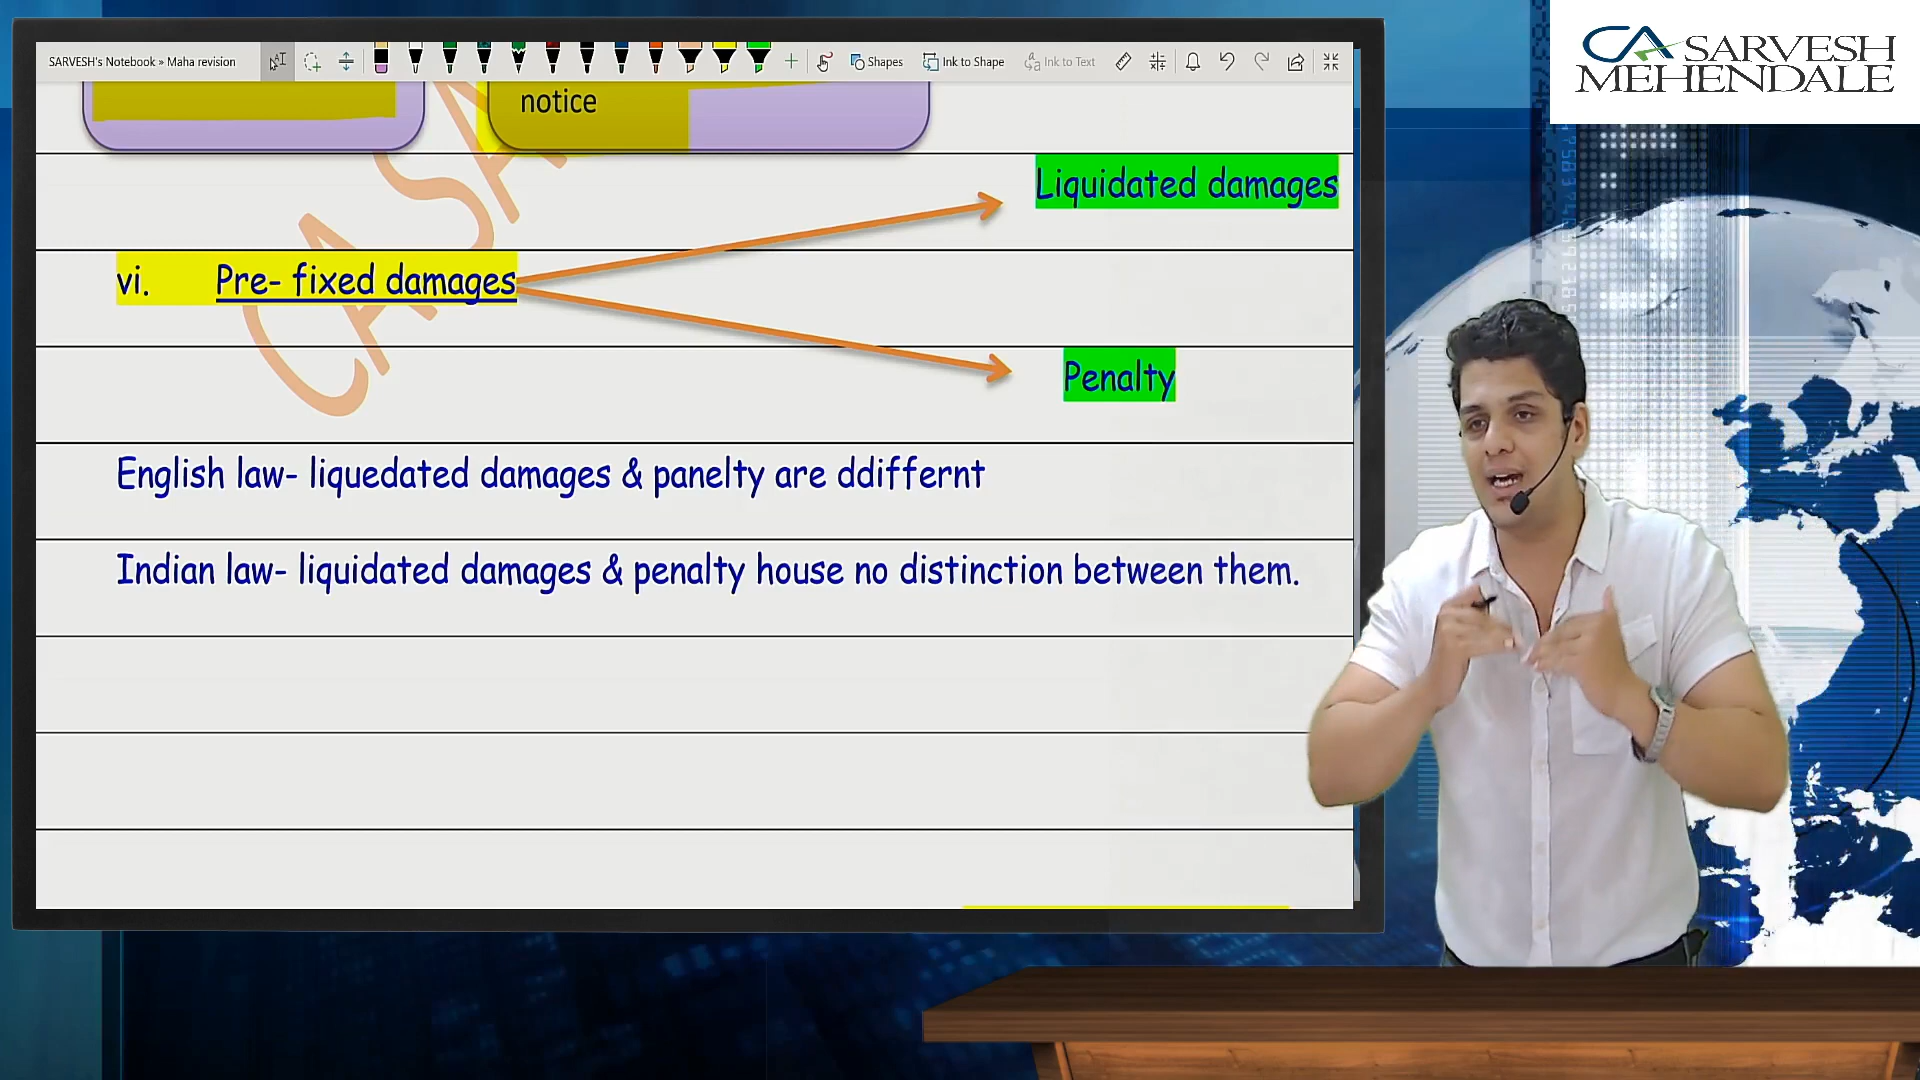 CA SARVESH
MEHENDALE
SARVESH's Notebook » Maha revision
Shapes
Ink to Shape
Ink to Text
notice
CA SA
Liquidated damages
vi. Pre- fixed damages
Penalty
English law- liquedated damages & panelty are ddiffernt
Indian law- liquidated damages & penalty house no distinction between them.